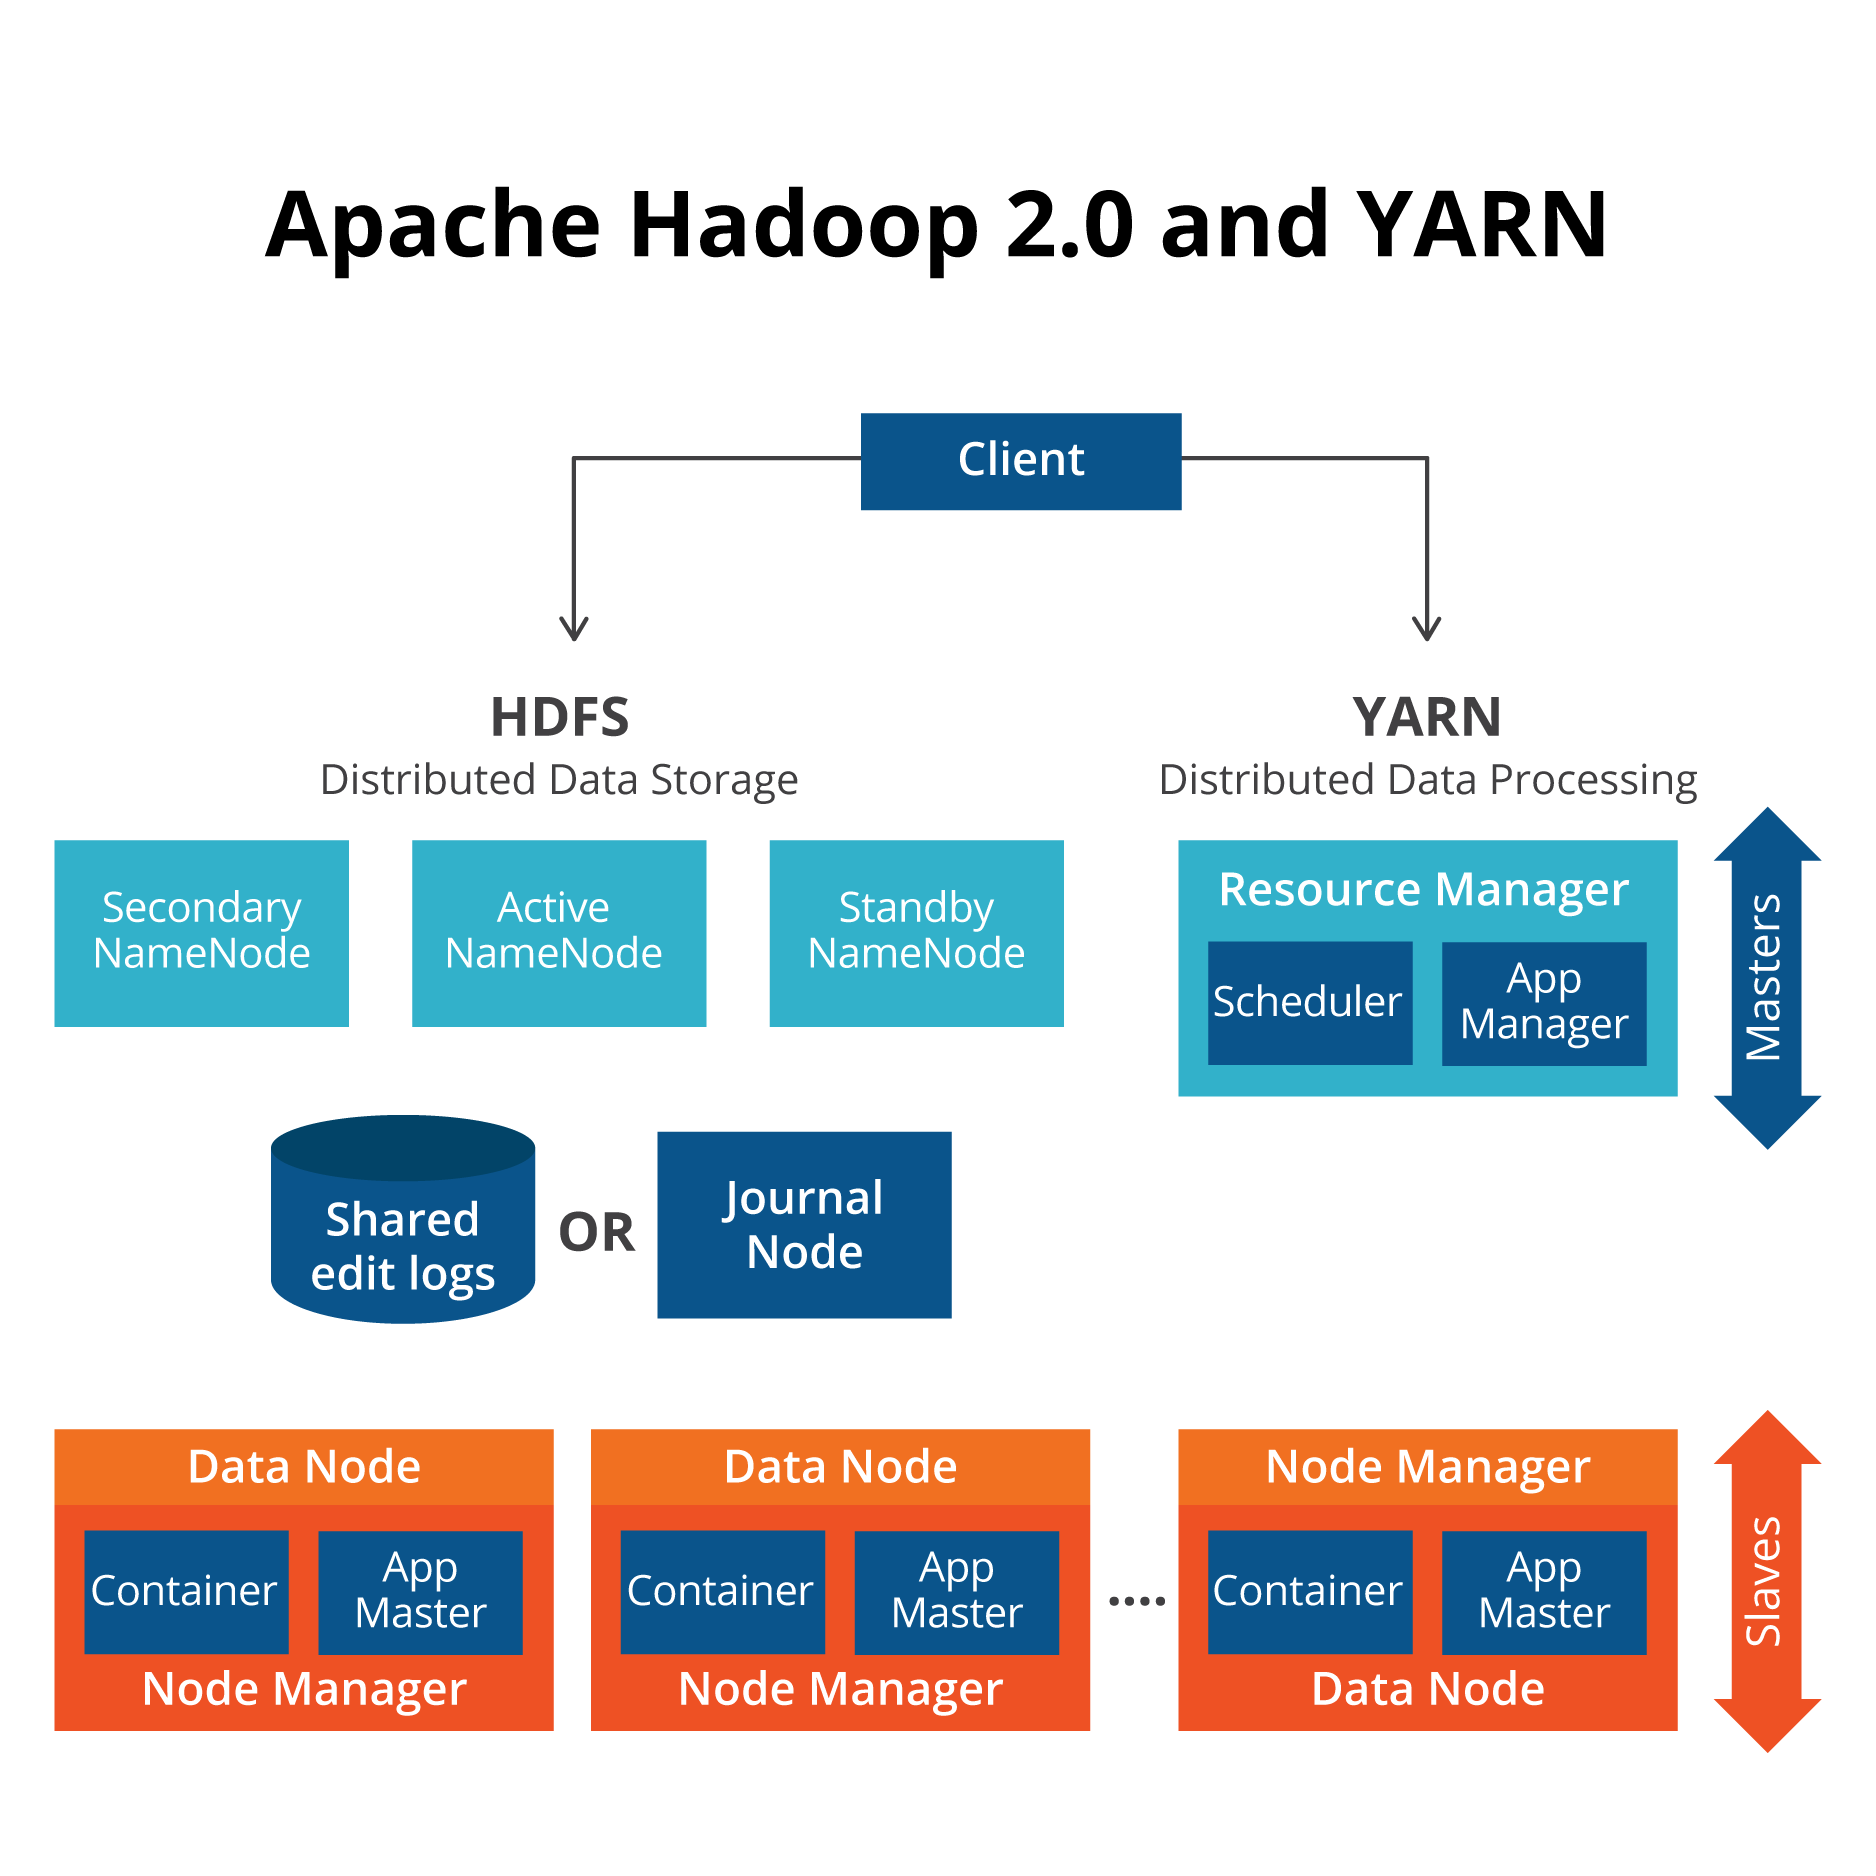 Apache Hadoop 2.0 and YARN
Client
HDFS
Distributed Data Storage
YARN
Distributed Data Processing
Secondary
NameNode
Active
NameNode
Standby
NameNode
Resource Manager
Scheduler
App
Manager
Masters
Shared
edit logs
OR
Journal
Node
Data Node
Container
App
Master
Node Manager
Data Node
Container
App
Master
Node Manager
....
Node Manager
Container
App
Master
Data Node
Slaves